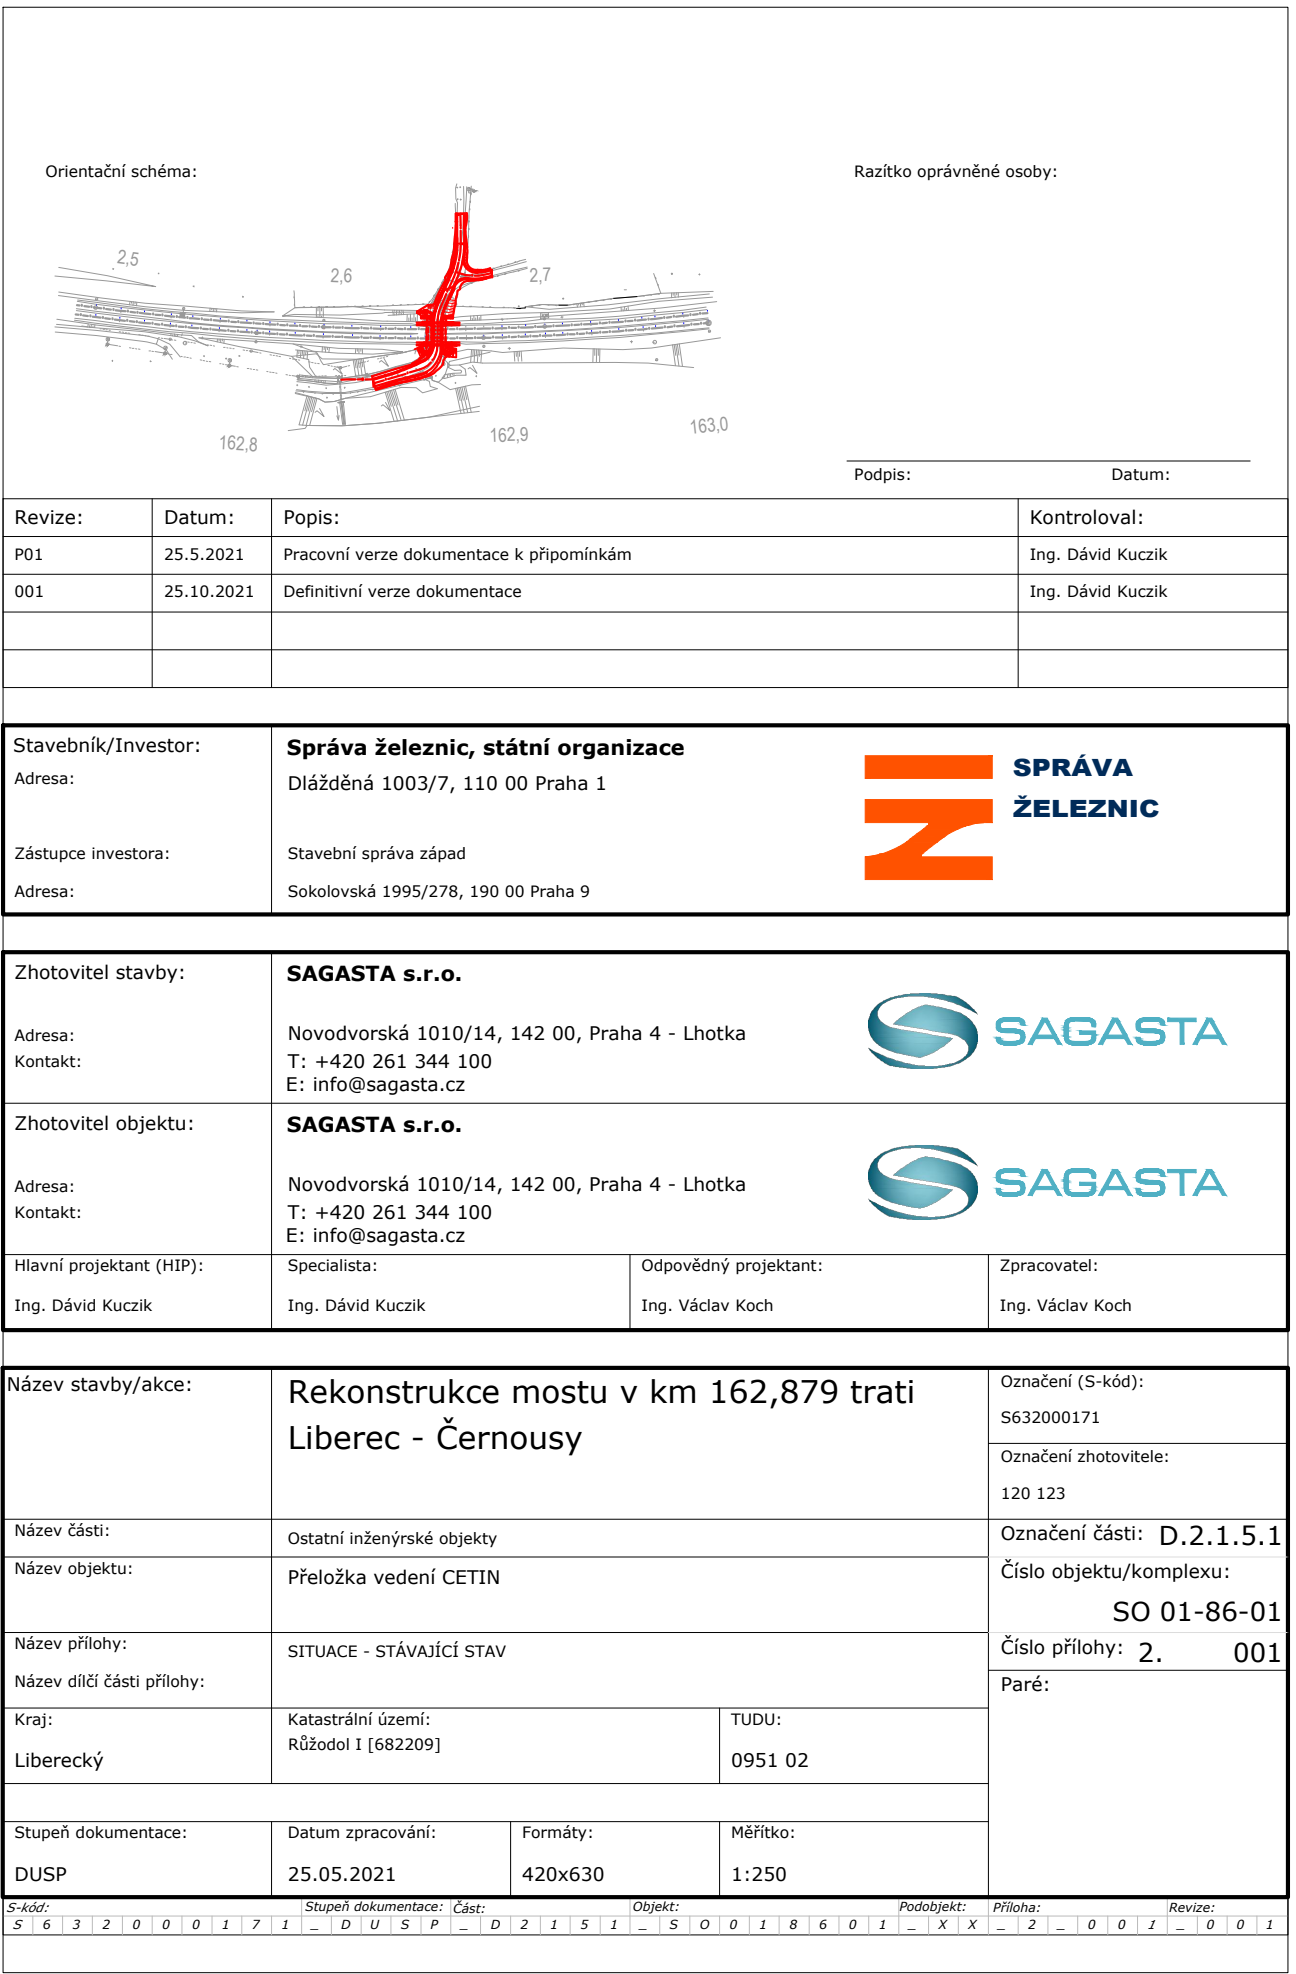 Orientační schéma:
Razítko oprávněné osoby:
2,5
2,6
2,7
162,8
162,9
163,0
Podpis: Datum:
Revize: Datum: Popis: Kontroloval:
P01 25.5.2021 Pracovní verze dokumentace k připomínkám Ing. Dávid Kuczik
001 25.10.2021 Definitivní verze dokumentace Ing. Dávid Kuczik
Stavebník/Investor: Správa železnic, státní organizace
Adresa: Dlážděná 1003/7, 110 00 Praha 1
SPRÁVA
ŽELEZNIC
Zástupce investora: Stavební správa západ
Adresa: Sokolovská 1995/278, 190 00 Praha 9
Zhotovitel stavby: SAGASTA s.r.o.
Adresa: Novodvorská 1010/14, 142 00, Praha 4 - Lhotka
Kontakt: T: +420 261 344 100
E: info@sagasta.cz
SAGASTA
Zhotovitel objektu: SAGASTA s.r.o.
Adresa: Novodvorská 1010/14, 142 00, Praha 4 - Lhotka
Kontakt: T: +420 261 344 100
E: info@sagasta.cz
SAGASTA
Hlavní projektant (HIP): Specialista: Odpovědný projektant: Zpracovatel:
Ing. Dávid Kuczik Ing. Dávid Kuczik Ing. Václav Koch Ing. Václav Koch
Název stavby/akce: Rekonstrukce mostu v km 162,879 trati
Liberec - Černousy
Označení (S-kód):
S632000171
Označení zhotovitele:
120 123
Název části: Ostatní inženýrské objekty Označení části: D.2.1.5.1
Název objektu: Přeložka vedení CETIN Číslo objektu/komplexu:
SO 01-86-01
Název přílohy: SITUACE - STÁVAJÍCÍ STAV Číslo přílohy: 2. 001
Název dílčí části přílohy:
Paré:
Kraj: Katastrální území: TUDU:
Růžodol I [682209]
Liberecký 0951 02
Stupeň dokumentace: Datum zpracování: Formáty: Měřítko:
DUSP 25.05.2021 420x630 1:250
S-kód: Stupeň dokumentace: Část: Objekt: Podobjekt: Příloha: Revize:
S 6 3 2 0 0 0 1 7 1 _ D U S P _ D 2 1 5 1 _ S O 0 1 8 6 0 1 _ X X _ 2 _ 0 0 1 _ 0 0 1